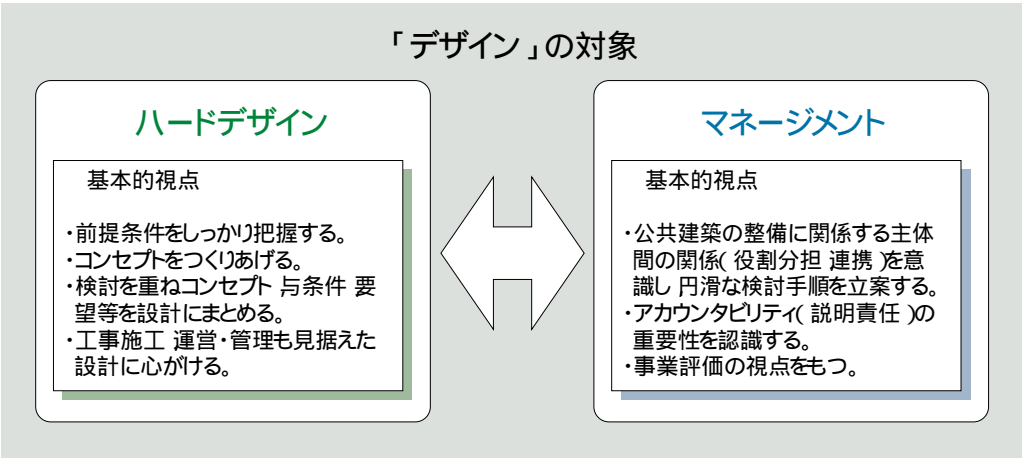 「デザイン」の対象
ハードデザイン
基本的視点
・前提条件をしっかり把握する。
・コンセプトをつくりあげる。
・検討を重ねコンセプト 与条件 要
望等を設計にまとめる。
・工事施工 運営・管理も見据えた
設計に心がける。
マネージメント
基本的視点
・公共建築の整備に関係する主体
間の関係( 役割分担 連携 )を意
識し 円滑な検討手順を立案する。
・アカウンタビリティ( 説明責任 )の
重要性を認識する。
・事業評価の視点をもつ。